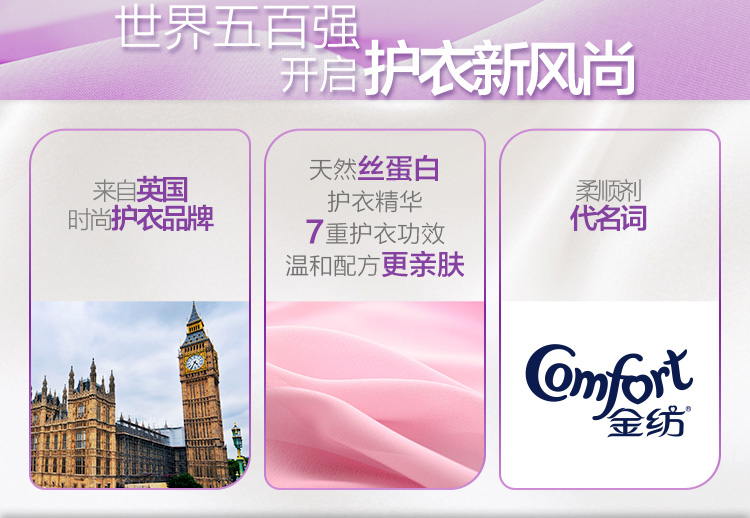 世界五百强
开启护衣新风尚
来自英国
时尚护衣品牌
天然丝蛋白
护衣精华
7重护衣功效
温和配方更亲肤
柔顺剂
代名词
Comfort
金纺®